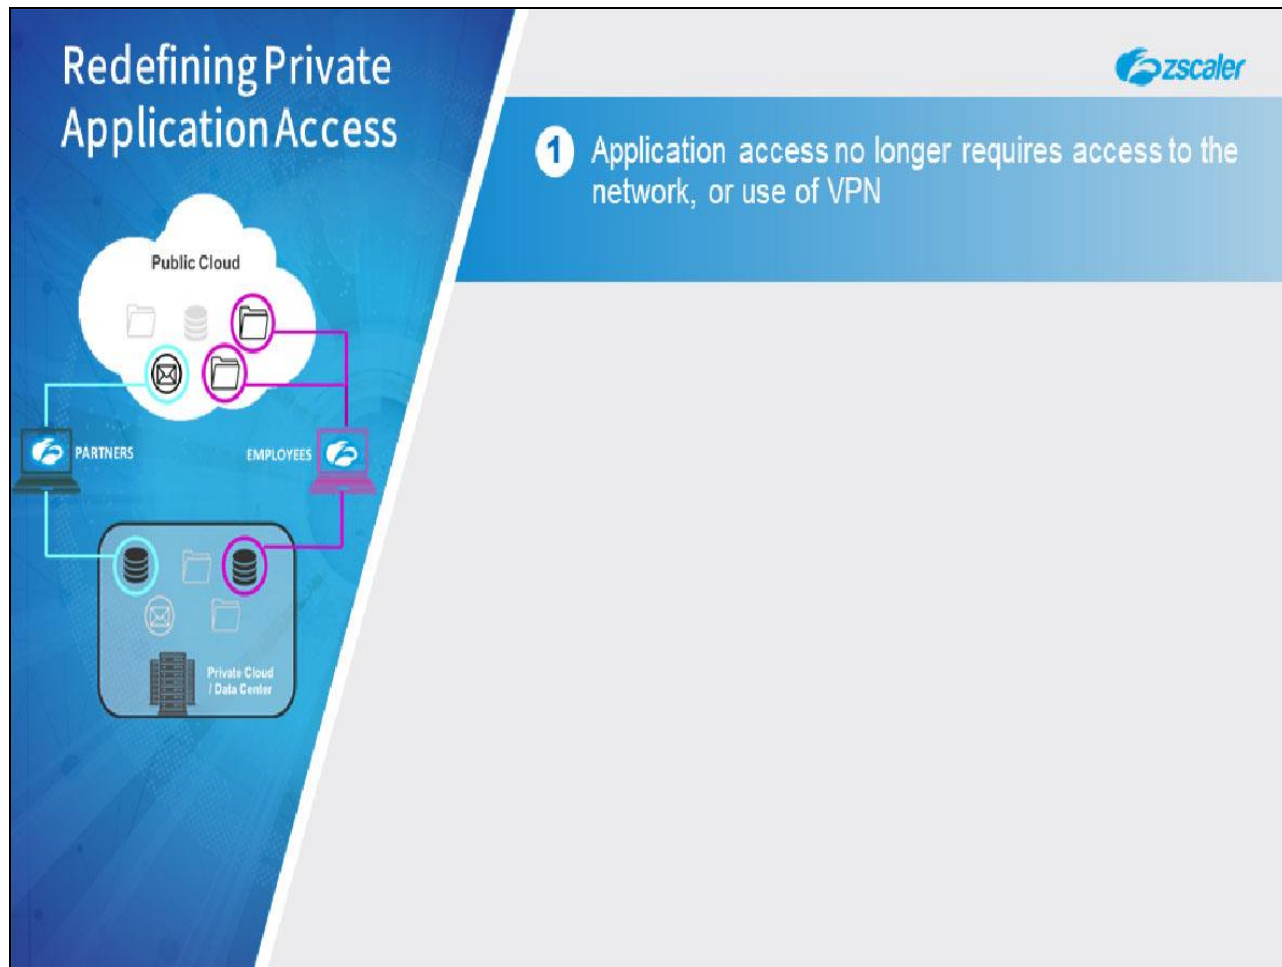 Redefining Private
Application Access
zscaler
1 Application access no longer requires access to the
network, or use of VPN
Public Cloud
PARTNERS
EMPLOYEES
Private Cloud
/ Data Center